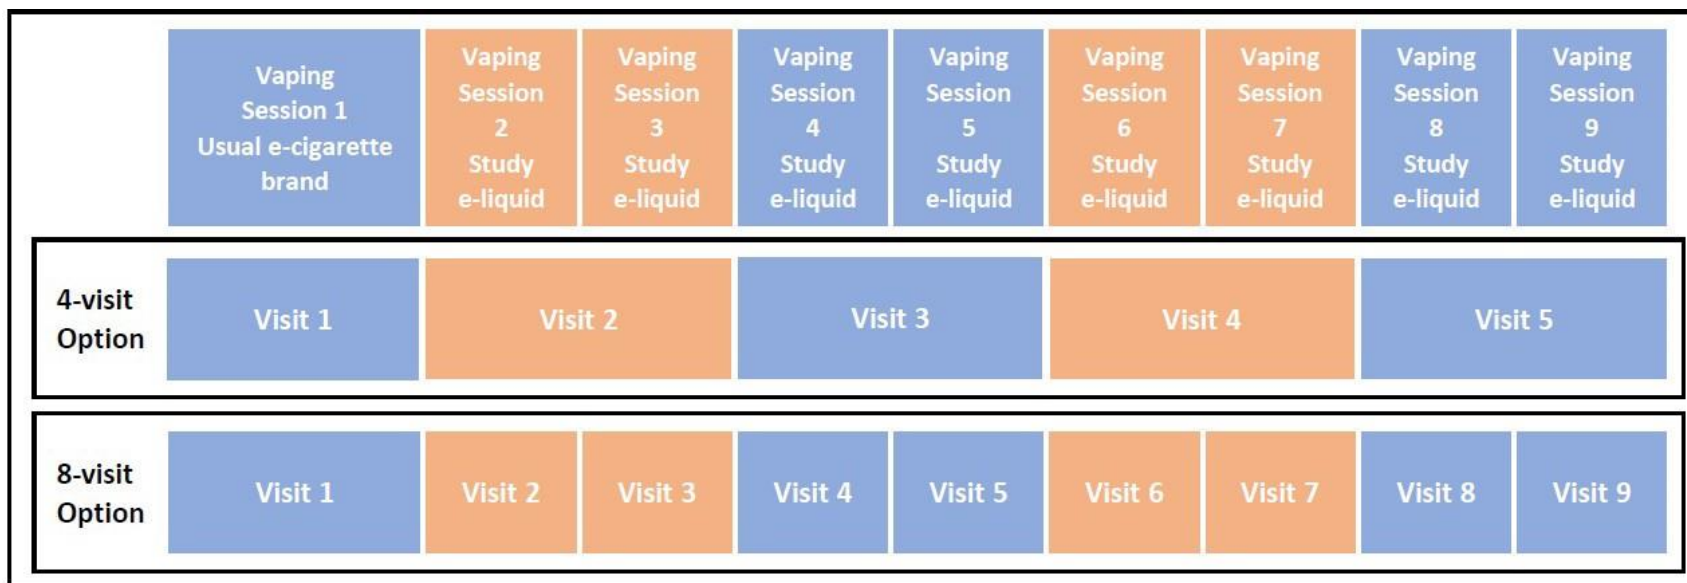 Vaping
Session 1
Usual e-cigarette
brand
Vaping
Session
2
Study
e-liquid
Vaping
Session
3
Study
e-liquid
Vaping
Session
4
Study
e-liquid
Vaping
Session
5
Study
e-liquid
Vaping
Session
6
Study
e-liquid
Vaping
Session
7
Study
e-liquid
Vaping
Session
8
Study
e-liquid
Vaping
Session
9
Study
e-liquid
4-visit
Option
Visit 1
Visit 2
Visit 3
Visit 4
Visit 5
8-visit
Option
Visit 1
Visit 2
Visit 3
Visit 4
Visit 5
Visit 6
Visit 7
Visit 8
Visit 9